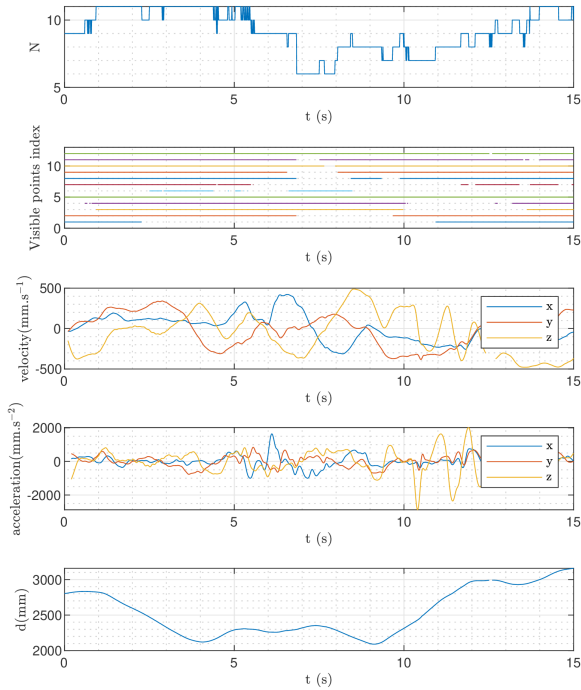 10
N
5
0
5
10
15
t (s)
Visible points index
10
5
0
0
5
10
15
t (s)
velocity(mm.s⁻¹)
500
0
-500
x
y
z
0
5
10
15
t (s)
acceleration(mm.s⁻²)
2000
0
-2000
x
y
z
0
5
10
15
t (s)
d(mm)
3000
2500
2000
0
5
10
15
t (s)